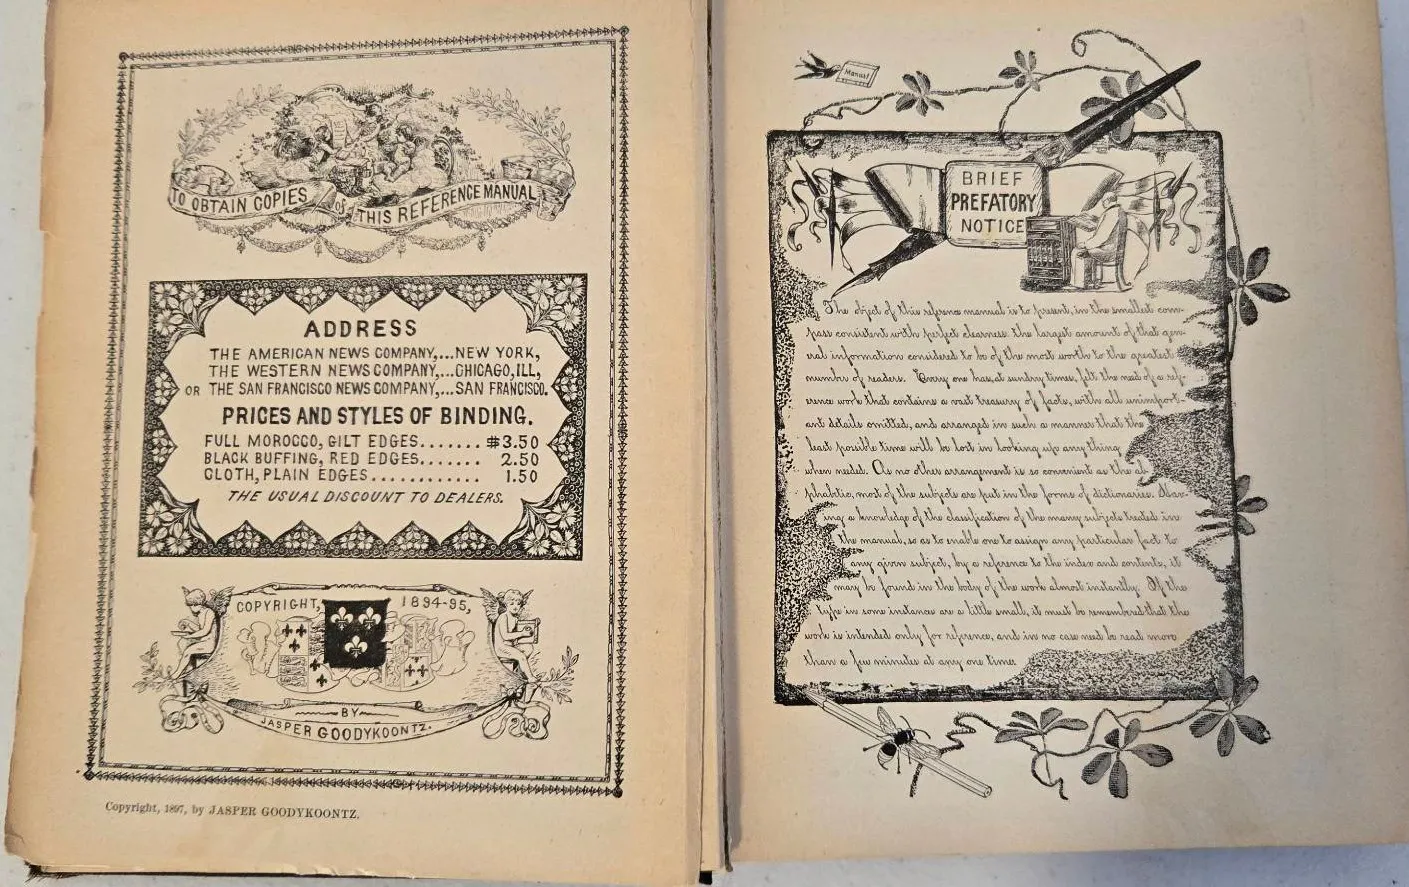 TO OBTAIN COPIES of THIS REFERENCE MANUAL
ADDRESS
THE AMERICAN NEWS COMPANY,...NEW YORK,
THE WESTERN NEWS COMPANY,...CHICAGO, ILL,
OR THE SAN FRANCISCO NEWS COMPANY,...SAN FRANCISCO.
PRICES AND STYLES OF BINDING.
FULL MOROCCO, GILT EDGES....... $3.50
BLACK BUFFING, RED EDGES....... 2.50
CLOTH, PLAIN EDGES............ 1.50
THE USUAL DISCOUNT TO DEALERS.
COPYRIGHT, 1894-95,
BY
JASPER GOODYKOONTZ.
Copyright, 1897, by JASPER GOODYKOONTZ.
Manual
BRIEF
PREFATORY
NOTICE
The object of this reference manual is to present, in the smallest com-
pass consistent with perfect clearness the largest amount of that gen-
eral information considered to be of the most worth to the greatest
number of readers. Every one has, at sundry times, felt the need of a ref-
erence work that contains a vast treasury of facts, with all unimport-
ant details omitted, and arranged in such a manner that the
least possible time will be lost in looking up any thing
when needed. As no other arrangement is so convenient as the al-
phabetic, most of the subjects are put in the forms of dictionaries. Hav-
ing a knowledge of the classification of the many subjects treated in
the manual, so as to enable one to assign any particular fact to
any given subject, by a reference to the index and contents, it
may be found in the body of the work almost instantly. If the
type in some instance are a little small, it must be remembered that the
work is intended only for reference, and in no case need be read more
than a few minutes at any one time.